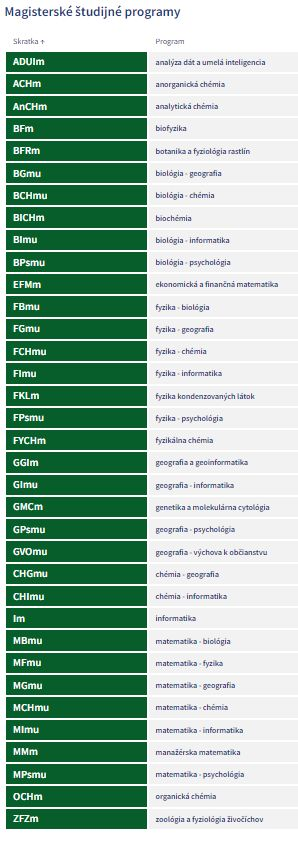 Magisterské študijné programy
Skratka ↑ Program
ADUIm analýza dát a umelá inteligencia
ACHm anorganická chémia
AnCHm analytická chémia
BFm biofyzika
BFRm botanika a fyziológia rastlín
BGmu biológia - geografia
BCHmu biológia - chémia
BICHm biochémia
BImu biológia - informatika
BPsmu biológia - psychológia
EFMm ekonomická a finančná matematika
FBmu fyzika - biológia
FGmu fyzika - geografia
FCHmu fyzika - chémia
FImu fyzika - informatika
FKLm fyzika kondenzovaných látok
FPsmu fyzika - psychológia
FYCHm fyzikálna chémia
GGIm geografia a geoinformatika
GImu geografia - informatika
GMCm genetika a molekulárna cytológia
GPsmu geografia - psychológia
GVOmu geografia - výchova k občianstvu
CHGmu chémia - geografia
CHImu chémia - informatika
Im informatika
MBmu matematika - biológia
MFmu matematika - fyzika
MGmu matematika - geografia
MCHmu matematika - chémia
MImu matematika - informatika
MMm manažérska matematika
MPsmu matematika - psychológia
OCHm organická chémia
ZFZm zoológia a fyziológia živočíchov